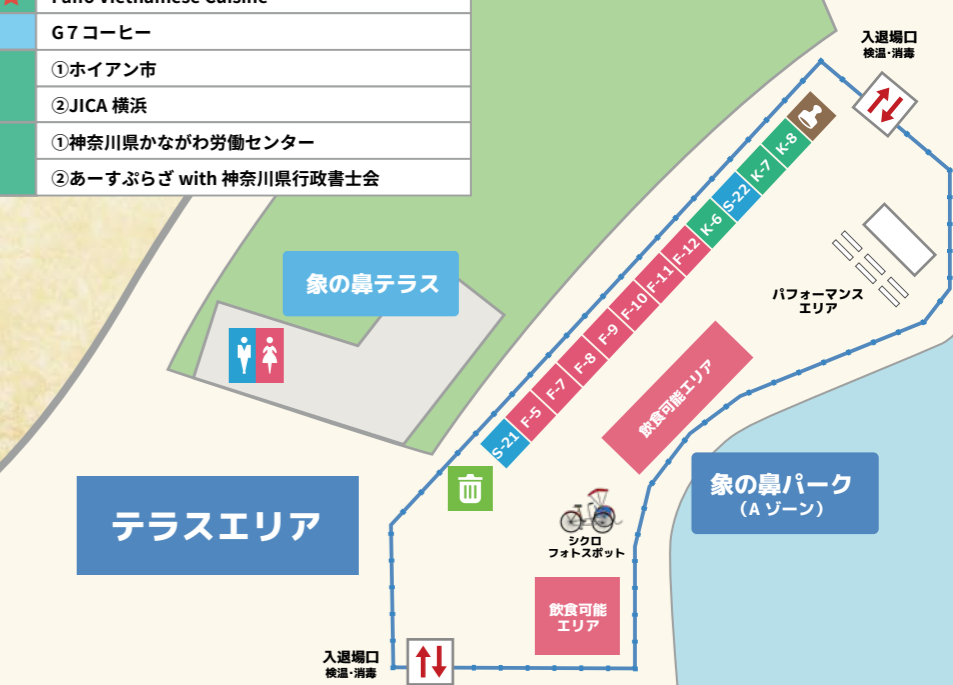 G7コーヒー
①ホイアン市
②JICA 横浜
①神奈川県かながわ労働センター
②あーすぷらざ with 神奈川県行政書士会
入退場口
検温・消毒
K-8
K-7
S-22
K-6
F-12
F-11
F-10
F-9
F-8
F-7
F-5
S-21
パフォーマンス
エリア
象の鼻テラス
飲食可能エリア
象の鼻パーク
（A ゾーン）
テラスエリア
シクロ
フォトスポット
飲食可能
エリア
入退場口
検温・消毒